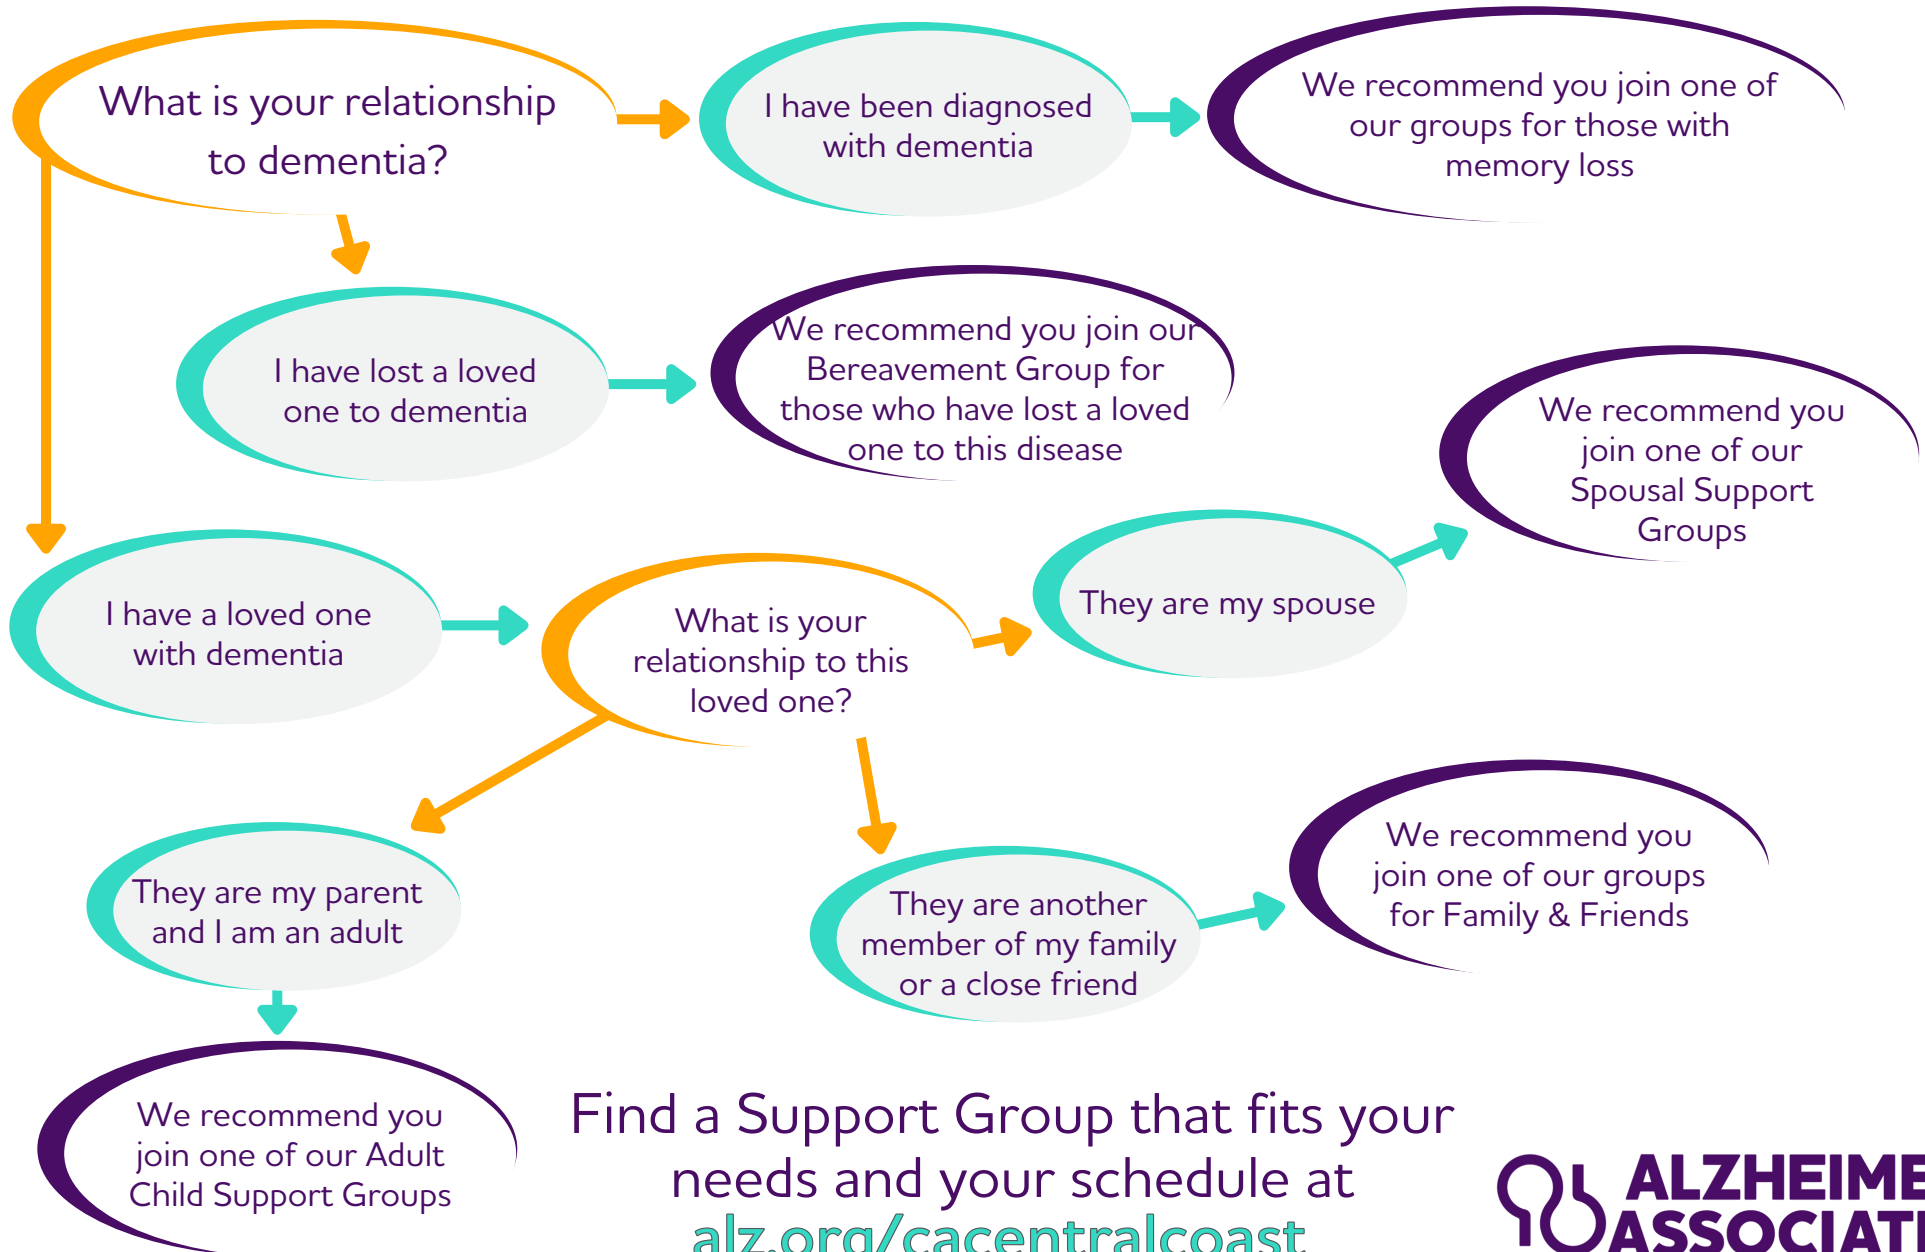 What is your relationship
to dementia?
I have been diagnosed
with dementia
We recommend you join one of
our groups for those with
memory loss
I have lost a loved
one to dementia
We recommend you join our
Bereavement Group for
those who have lost a loved
one to this disease
I have a loved one
with dementia
What is your
relationship to this
loved one?
They are my spouse
We recommend you
join one of our
Spousal Support
Groups
They are my parent
and I am an adult
We recommend you
join one of our Adult
Child Support Groups
They are another
member of my family
or a close friend
We recommend you
join one of our groups
for Family & Friends
Find a Support Group that fits your
needs and your schedule at
alz.org/cacentralcoast